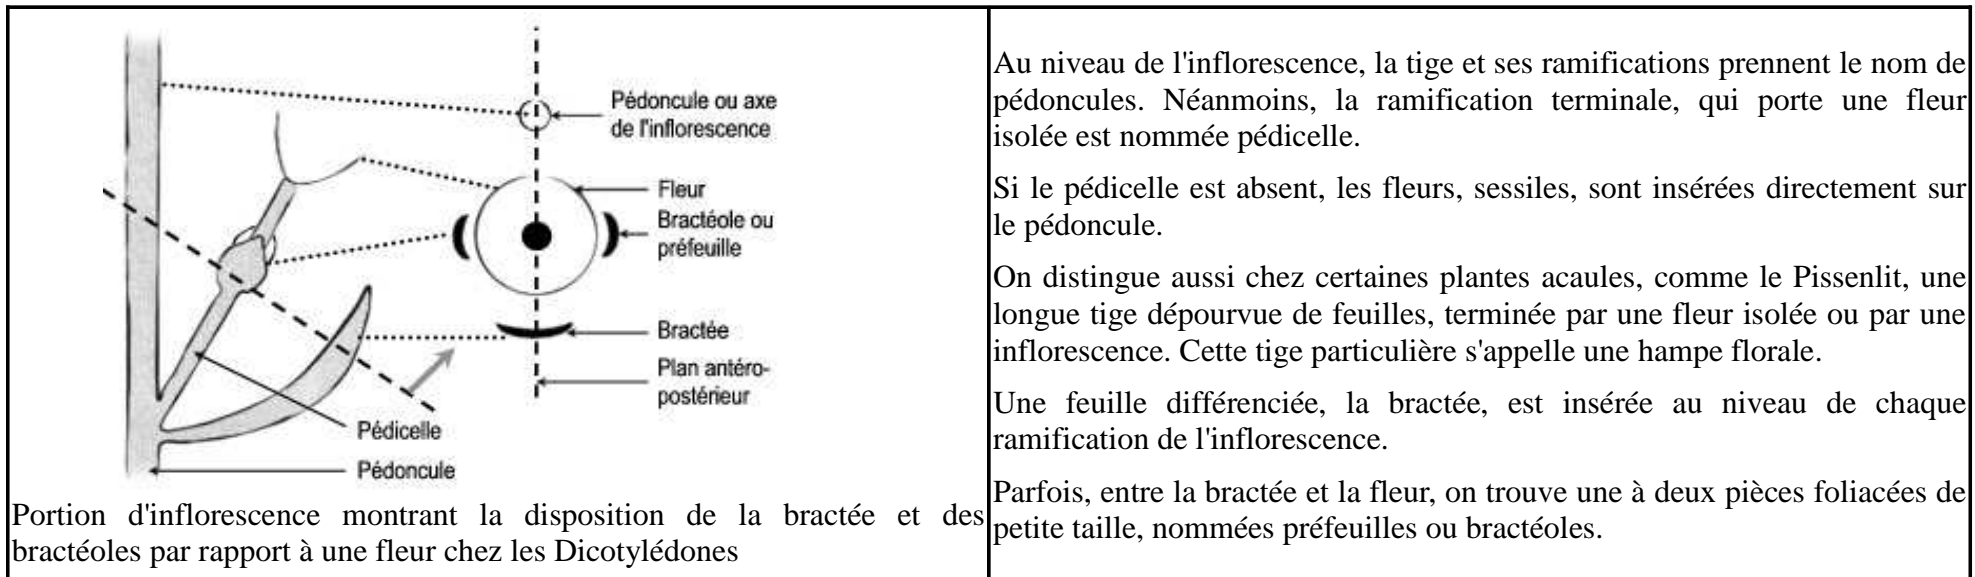 Pédoncule ou axe
de l'inflorescence
Fleur
Bractéole ou
préfeuille
Bractée
Plan antéro-
postérieur
Pédicelle
Pédoncule
Portion d'inflorescence montrant la disposition de la bractée et des
bractéoles par rapport à une fleur chez les Dicotylédones
Au niveau de l'inflorescence, la tige et ses ramifications prennent le nom de
pédoncules. Néanmoins, la ramification terminale, qui porte une fleur
isolée est nommée pédicelle.
Si le pédicelle est absent, les fleurs, sessiles, sont insérées directement sur
le pédoncule.
On distingue aussi chez certaines plantes acaules, comme le Pissenlit, une
longue tige dépourvue de feuilles, terminée par une fleur isolée ou par une
inflorescence. Cette tige particulière s'appelle une hampe florale.
Une feuille différenciée, la bractée, est insérée au niveau de chaque
ramification de l'inflorescence.
Parfois, entre la bractée et la fleur, on trouve une à deux pièces foliacées de
petite taille, nommées préfeuilles ou bractéoles.